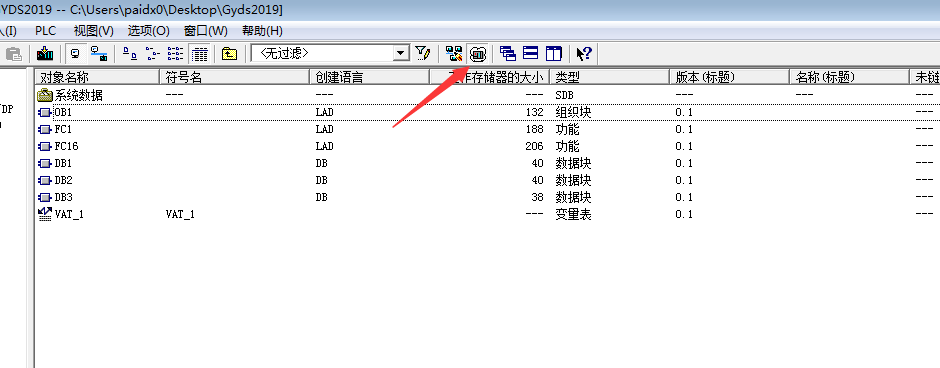 YDS2019 -- C:\Users\paidx0\Desktop\Gyds2019]
(I) PLC 视图(V) 选项(O) 窗口(W) 帮助(H)
<无过滤>
对象名称 符号名 创建语言 工作存储器的大小 类型 版本(标题) 名称(标题) 未链
系统数据 --- --- --- SDB --- --- ---
DP
OB1 LAD 132 组织块 0.1 ---
FC1 LAD 188 功能 0.1 ---
FC16 LAD 206 功能 0.1 ---
DB1 DB 40 数据块 0.1 ---
DB2 DB 40 数据块 0.1 ---
DB3 DB 38 数据块 0.1 ---
VAT_1 VAT_1 --- 变量表 0.1 ---